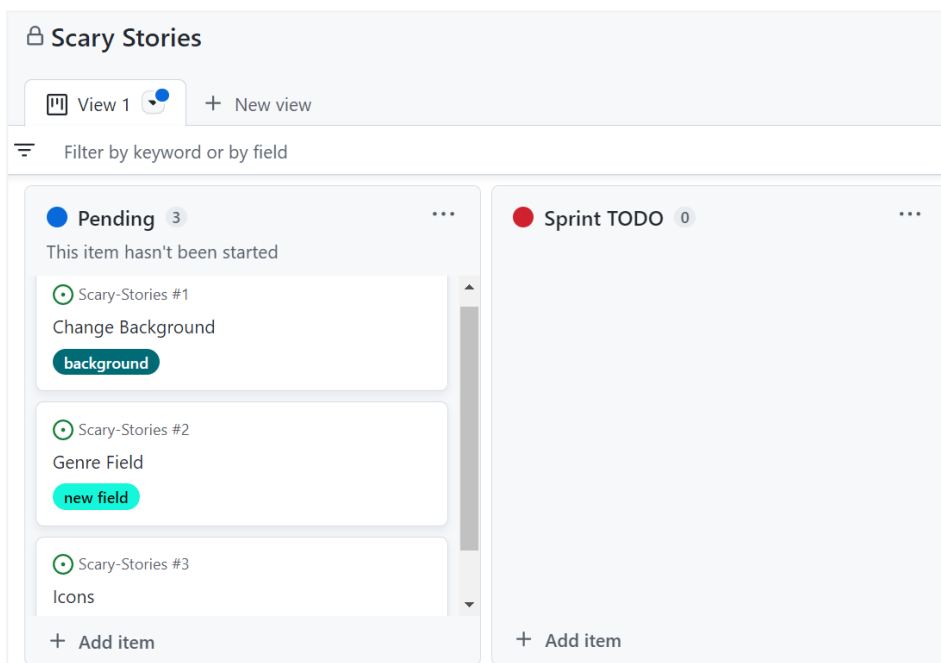 Scary Stories
View 1
New view
Filter by keyword or by field
Pending 3
This item hasn't been started
Scary-Stories #1
Change Background
background
Scary-Stories #2
Genre Field
new field
Scary-Stories #3
Icons
Add item
Sprint TODO 0
Add item